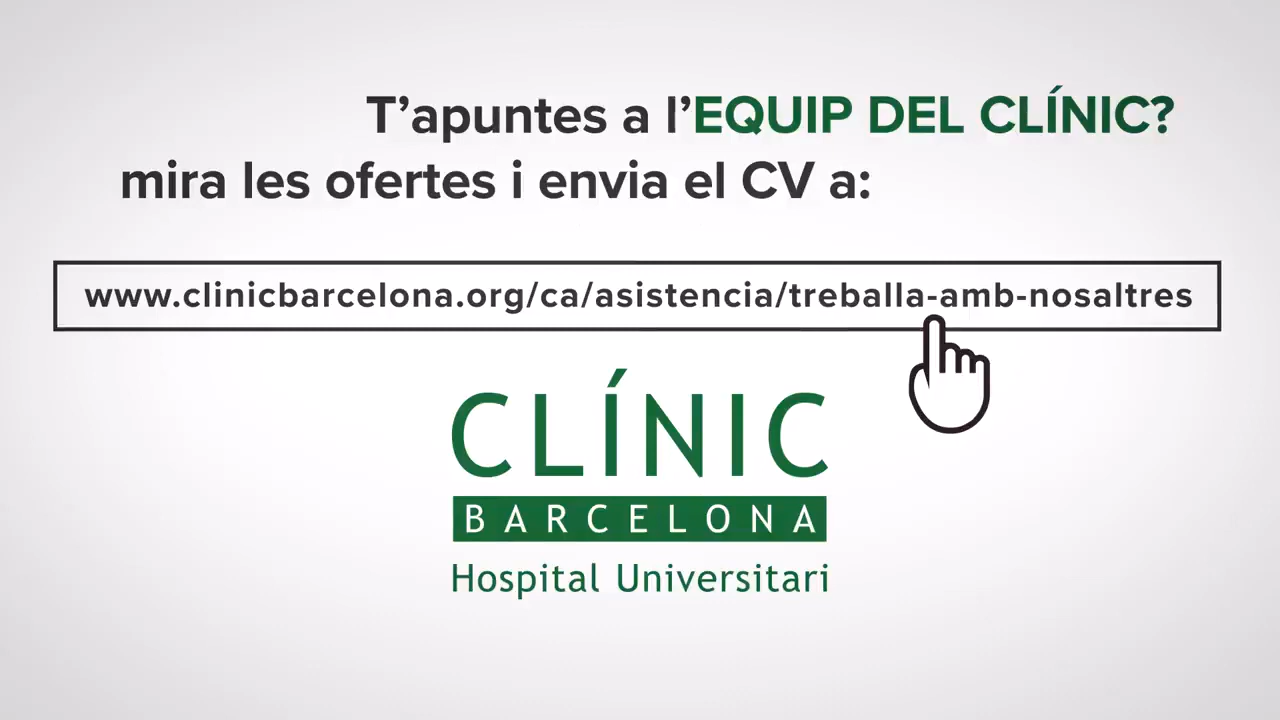 T’apuntes a l’EQUIP DEL CLÍNIC?
mira les ofertes i envia el CV a:
www.clinicbarcelona.org/ca/asistencia/treballa-amb-nosaltres
CLÍNIC
BARCELONA
Hospital Universitari